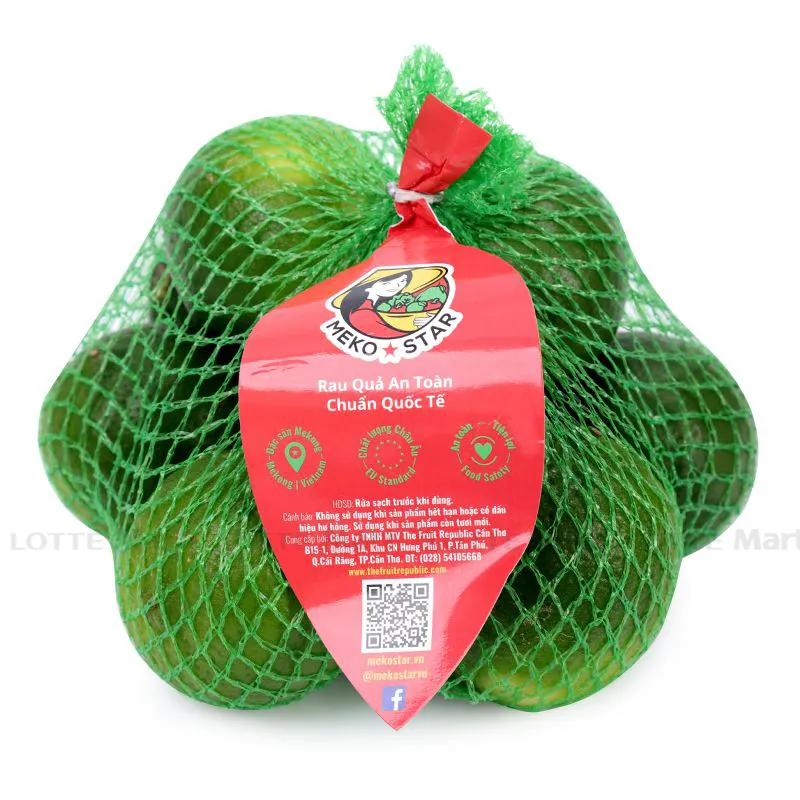 MEKO STAR
Rau Quả An Toàn
Chuẩn Quốc Tế
Đặc sản Mekong
Mekong | Vietnam
Chất lượng Châu Âu
EU Standard
An toàn Tiện lợi
Food Safety
HDSD: Rửa sạch trước khi dùng.
Cảnh báo: Không sử dụng khi sản phẩm hết hạn hoặc có dấu
hiệu hư hỏng. Sử dụng khi sản phẩm còn tươi mới.
Cung cấp bởi: Công ty TNHH MTV The Fruit Republic Cần Thơ
B15-1, Đường 1A, Khu CN Hưng Phú 1, P.Tân Phú,
Q.Cái Răng, TP.Cần Thơ. ĐT: (028) 54105668
www.thefruitrepublic.com
mekostar.vn
@mekostarvn
f
LOTTE Mart